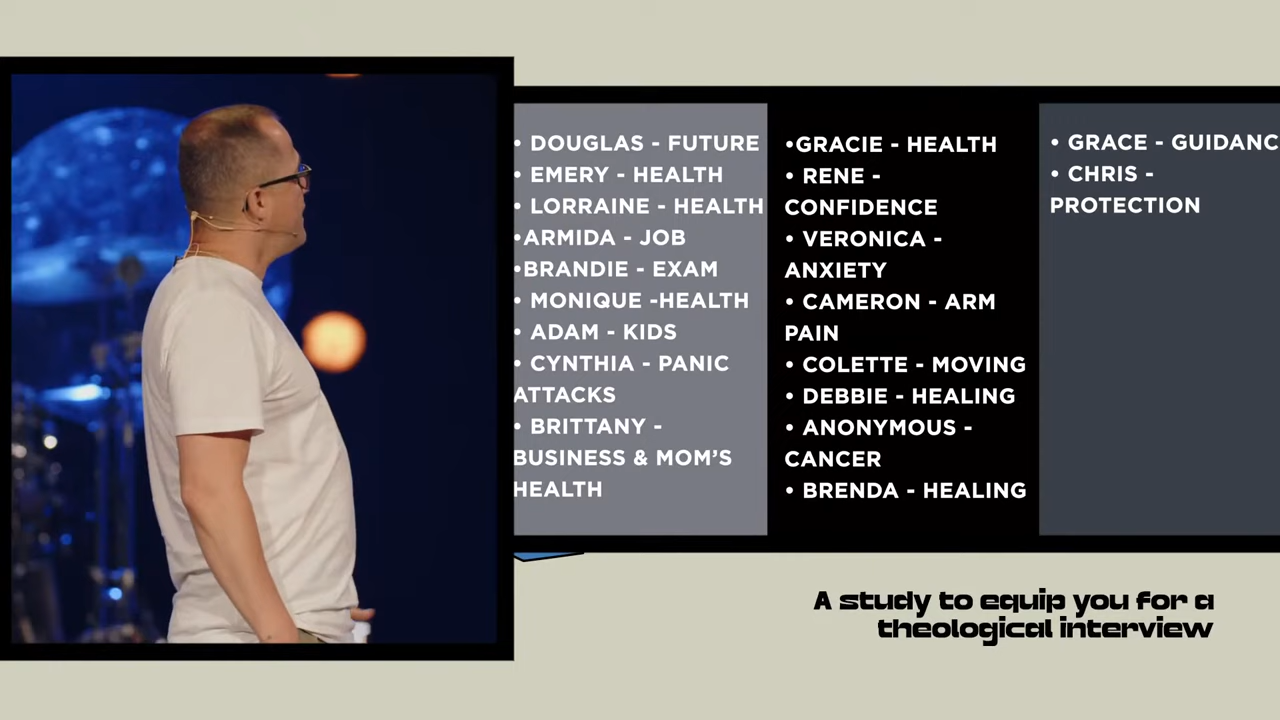 • DOUGLAS - FUTURE
• EMERY - HEALTH
• LORRAINE - HEALTH
•ARMIDA - JOB
•BRANDIE - EXAM
• MONIQUE -HEALTH
• ADAM - KIDS
• CYNTHIA - PANIC
ATTACKS
• BRITTANY -
BUSINESS & MOM’S
HEALTH
•GRACIE - HEALTH
• RENE -
CONFIDENCE
• VERONICA -
ANXIETY
• CAMERON - ARM
PAIN
• COLETTE - MOVING
• DEBBIE - HEALING
• ANONYMOUS -
CANCER
• BRENDA - HEALING
• GRACE - GUIDANC
• CHRIS -
PROTECTION
A study to equip you for a
theological interview